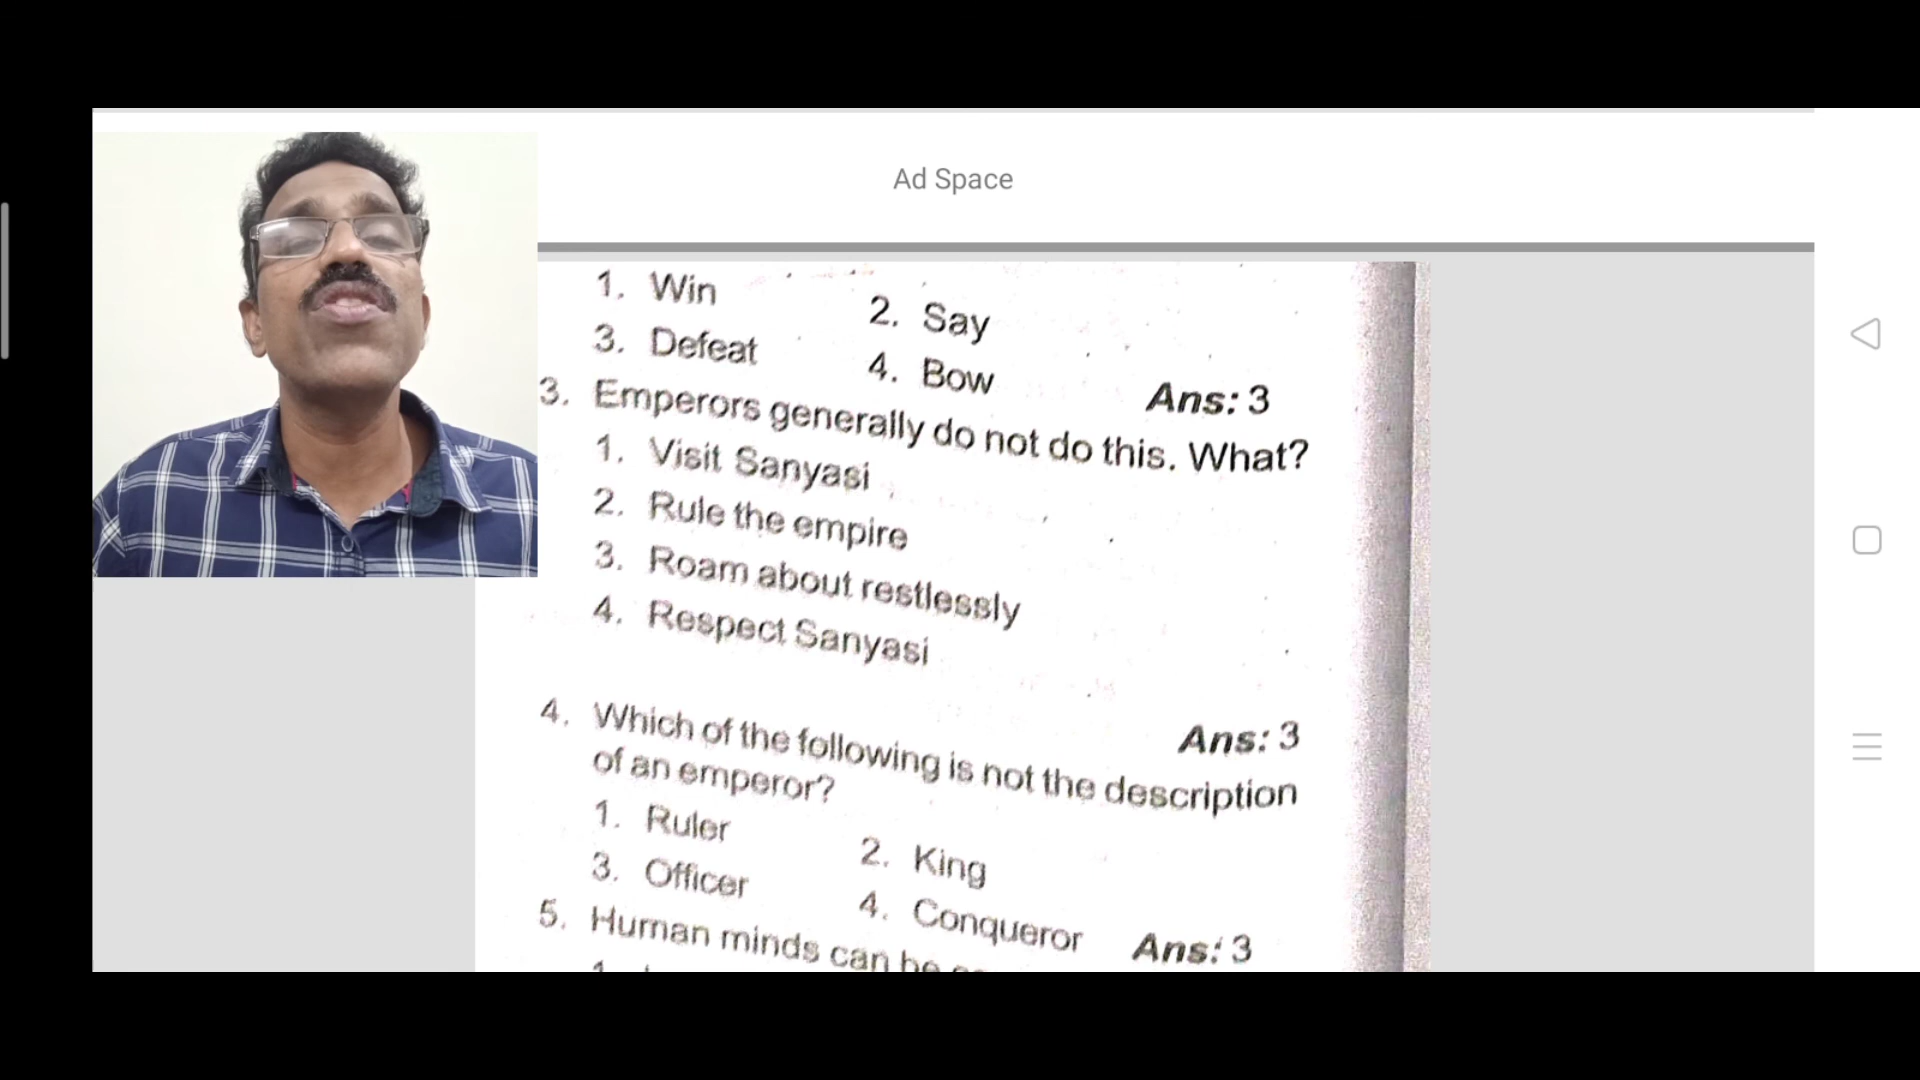 Ad Space
1. Win
2. Say
3. Defeat
4. Bow
Ans: 3
3. Emperors generally do not do this. What?
1. Visit Sanyasi
2. Rule the empire
3. Roam about restlessly
4. Respect Sanyasi
Ans: 3
4. Which of the following is not the description
of an emperor?
1. Ruler
2. King
3. Officer
4. Conqueror
Ans: 3
5. Human minds can be